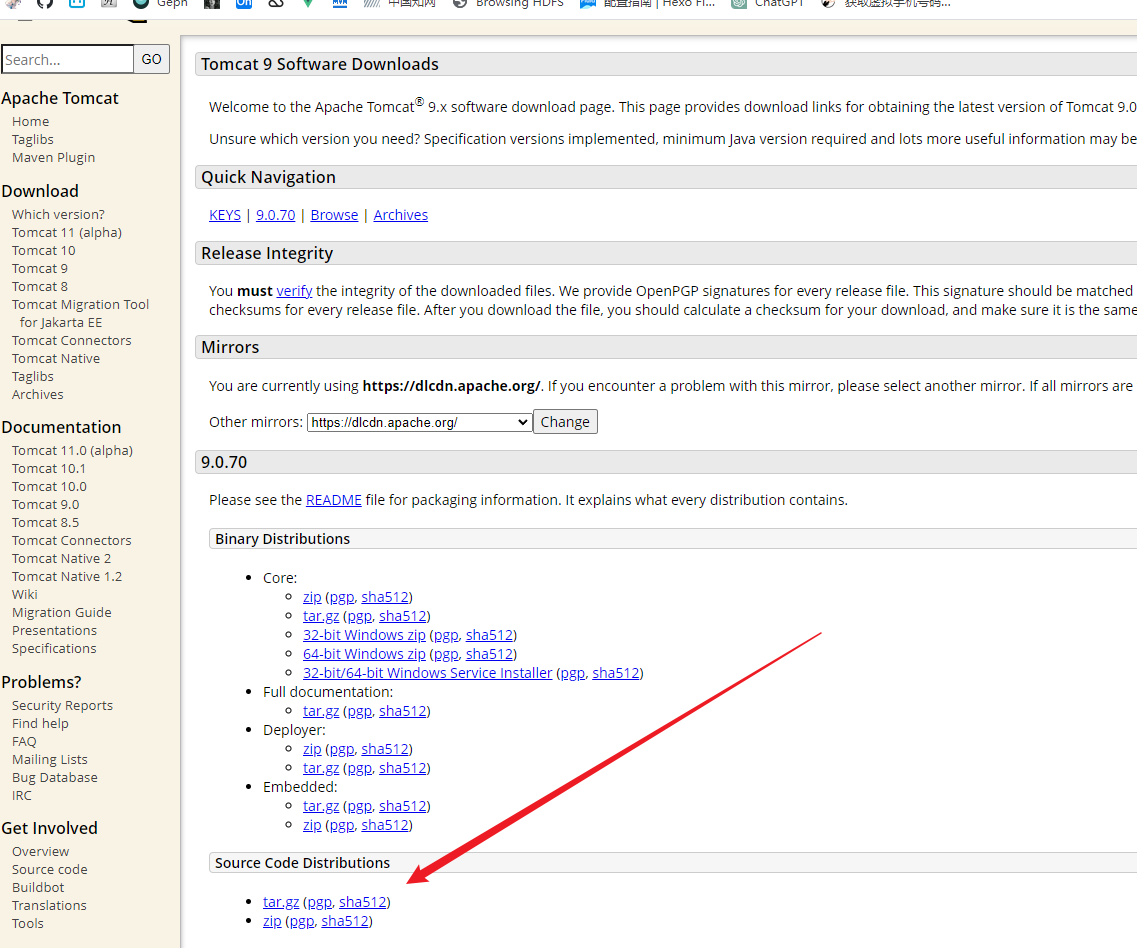 Geph
中国知网
Browsing HDFS
配置指南 | Hexo Fl...
ChatGPT
获取虚拟手机号码...
Search... GO
Apache Tomcat
Home
Taglibs
Maven Plugin
Download
Which version?
Tomcat 11 (alpha)
Tomcat 10
Tomcat 9
Tomcat 8
Tomcat Migration Tool
for Jakarta EE
Tomcat Connectors
Tomcat Native
Taglibs
Archives
Documentation
Tomcat 11.0 (alpha)
Tomcat 10.1
Tomcat 10.0
Tomcat 9.0
Tomcat 8.5
Tomcat Connectors
Tomcat Native 2
Tomcat Native 1.2
Wiki
Migration Guide
Presentations
Specifications
Problems?
Security Reports
Find help
FAQ
Mailing Lists
Bug Database
IRC
Get Involved
Overview
Source code
Buildbot
Translations
Tools
Tomcat 9 Software Downloads
Welcome to the Apache Tomcat® 9.x software download page. This page provides download links for obtaining the latest version of Tomcat 9.0
Unsure which version you need? Specification versions implemented, minimum Java version required and lots more useful information may be
Quick Navigation
KEYS | 9.0.70 | Browse | Archives
Release Integrity
You must verify the integrity of the downloaded files. We provide OpenPGP signatures for every release file. This signature should be matched
checksums for every release file. After you download the file, you should calculate a checksum for your download, and make sure it is the same
Mirrors
You are currently using https://dlcdn.apache.org/. If you encounter a problem with this mirror, please select another mirror. If all mirrors are
Other mirrors: https://dlcdn.apache.org/ Change
9.0.70
Please see the README file for packaging information. It explains what every distribution contains.
Binary Distributions
Core:
zip (pgp, sha512)
tar.gz (pgp, sha512)
32-bit Windows zip (pgp, sha512)
64-bit Windows zip (pgp, sha512)
32-bit/64-bit Windows Service Installer (pgp, sha512)
Full documentation:
tar.gz (pgp, sha512)
Deployer:
zip (pgp, sha512)
tar.gz (pgp, sha512)
Embedded:
tar.gz (pgp, sha512)
zip (pgp, sha512)
Source Code Distributions
tar.gz (pgp, sha512)
zip (pgp, sha512)